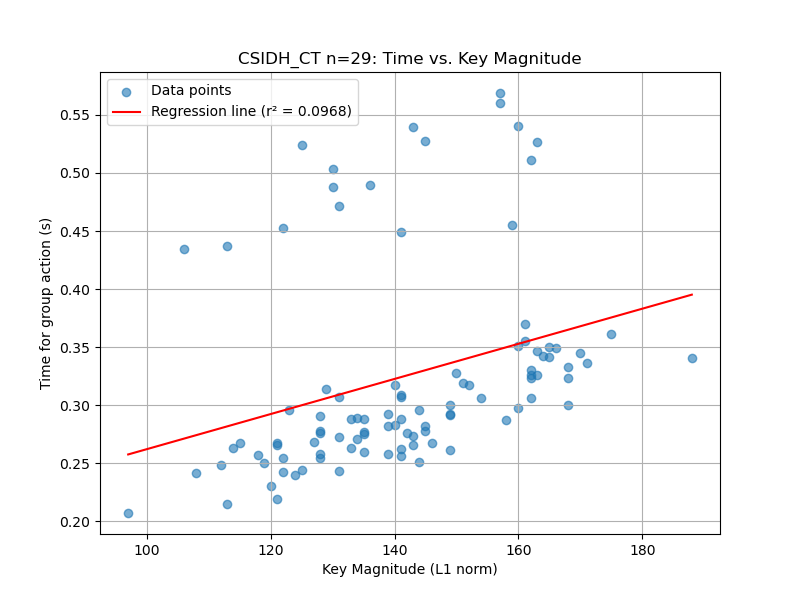 CSIDH_CT n=29: Time vs. Key Magnitude
Data points
Regression line (r² = 0.0968)
Time for group action (s)
0.55
0.50
0.45
0.40
0.35
0.30
0.25
0.20
100 120 140 160 180
Key Magnitude (L1 norm)